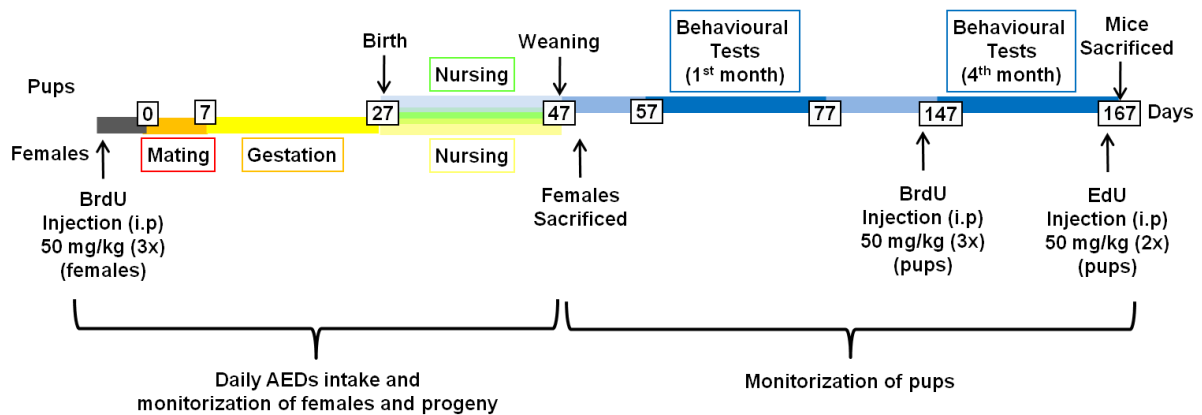 Birth
Weaning
Behavioural
Tests
(1st month)
Behavioural
Tests
(4th month)
Mice
Sacrificed
Nursing
Pups
0
7
27
47
57
77
147
167
Days
Females
Mating
Gestation
Nursing
BrdU
Injection (i.p)
50 mg/kg (3x)
(females)
Females
Sacrificed
BrdU
Injection (i.p)
50 mg/kg (3x)
(pups)
EdU
Injection (i.p)
50 mg/kg (2x)
(pups)
Daily AEDs intake and
monitorization of females and progeny
Monitorization of pups